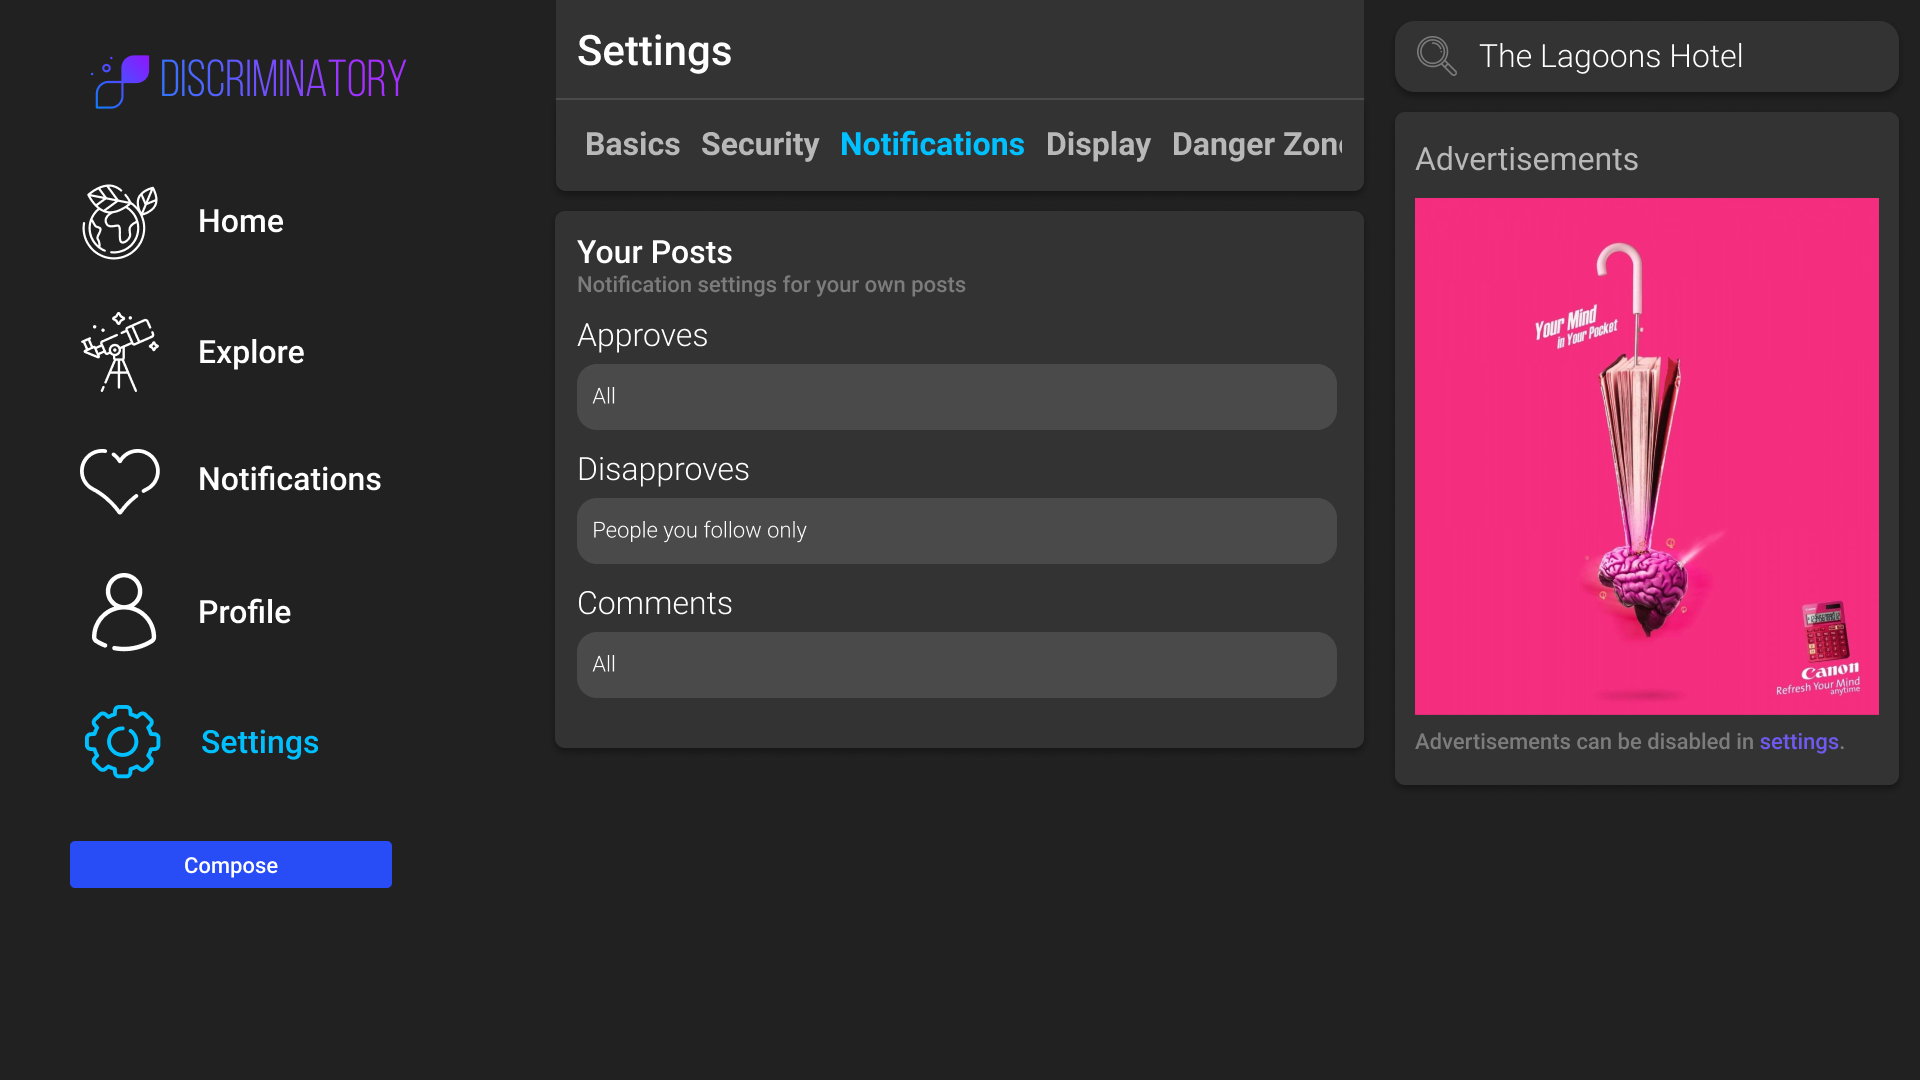 DISCRIMINATORY
Home
Explore
Notifications
Profile
Settings
Compose
Settings
Basics Security Notifications Display Danger Zone
Your Posts
Notification settings for your own posts
Approves
All
Disapproves
People you follow only
Comments
All
The Lagoons Hotel
Advertisements
Your Mind
in Your Pocket
Canon
Refresh Your Mind
anytime
Advertisements can be disabled in settings.